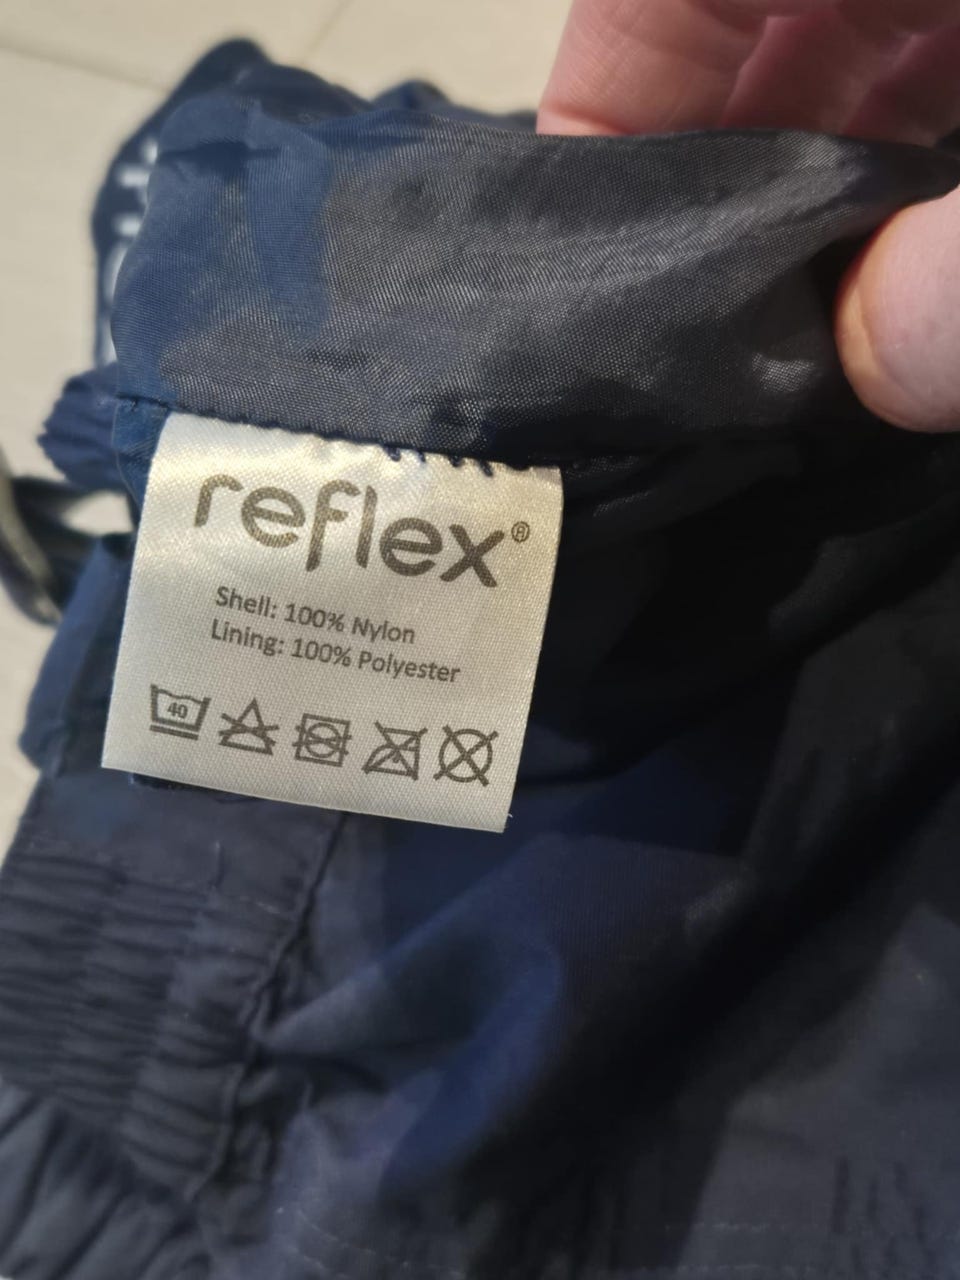 reflex®
Shell: 100% Nylon
Lining: 100% Polyester
40